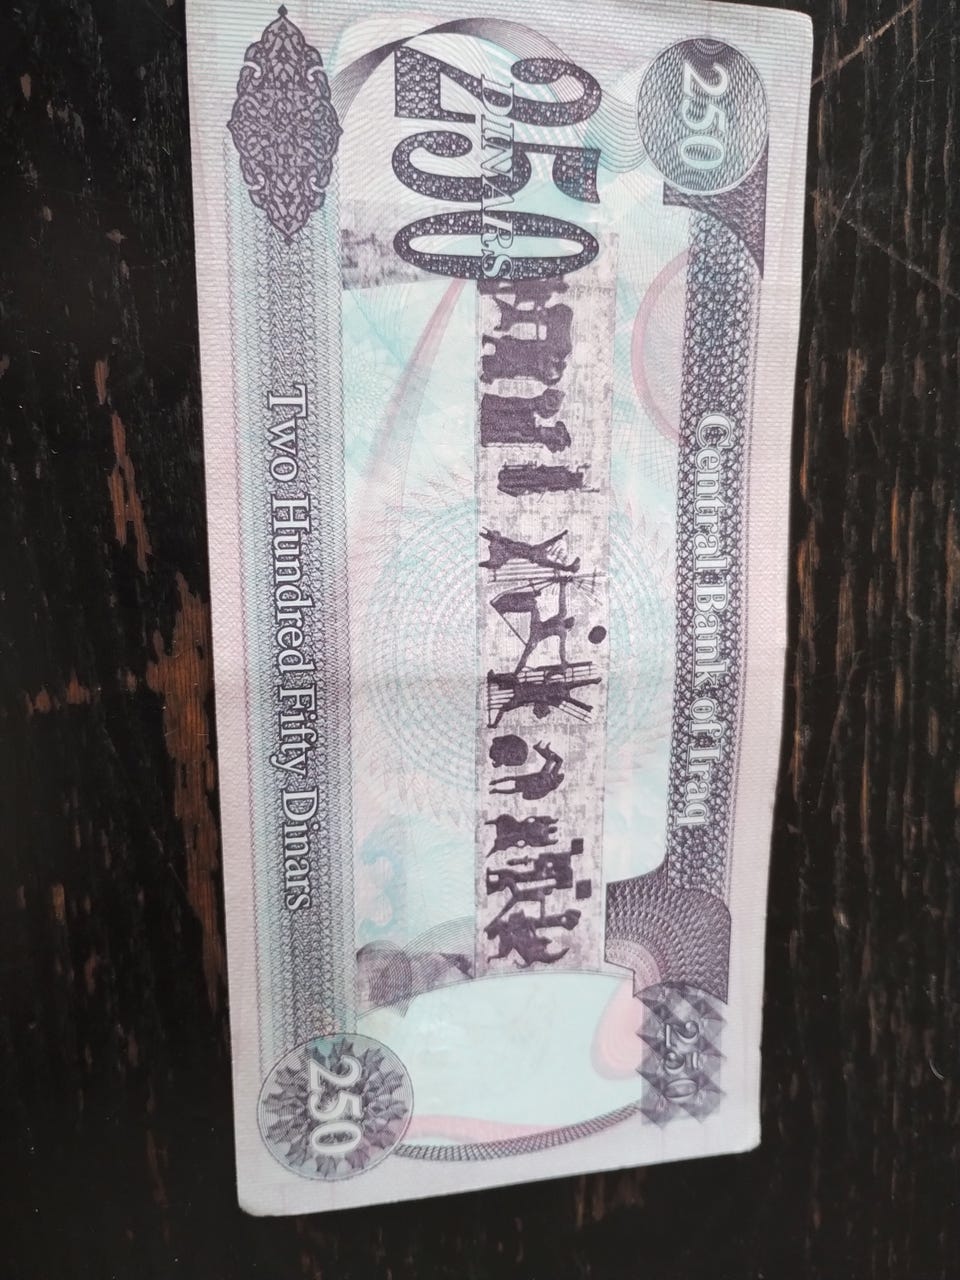 250
Central Bank of Iraq
250
250
DINARS
Two Hundred Fifty Dinars
250